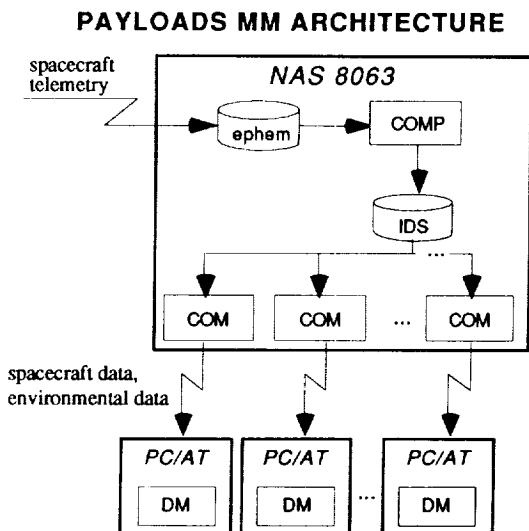 PAYLOADS MM ARCHITECTURE
spacecraft
telemetry
NAS 8063
ephem
COMP
IDS
...
COM
COM
...
COM
spacecraft data,
environmental data
PC/AT
PC/AT
PC/AT
DM
DM
...
DM